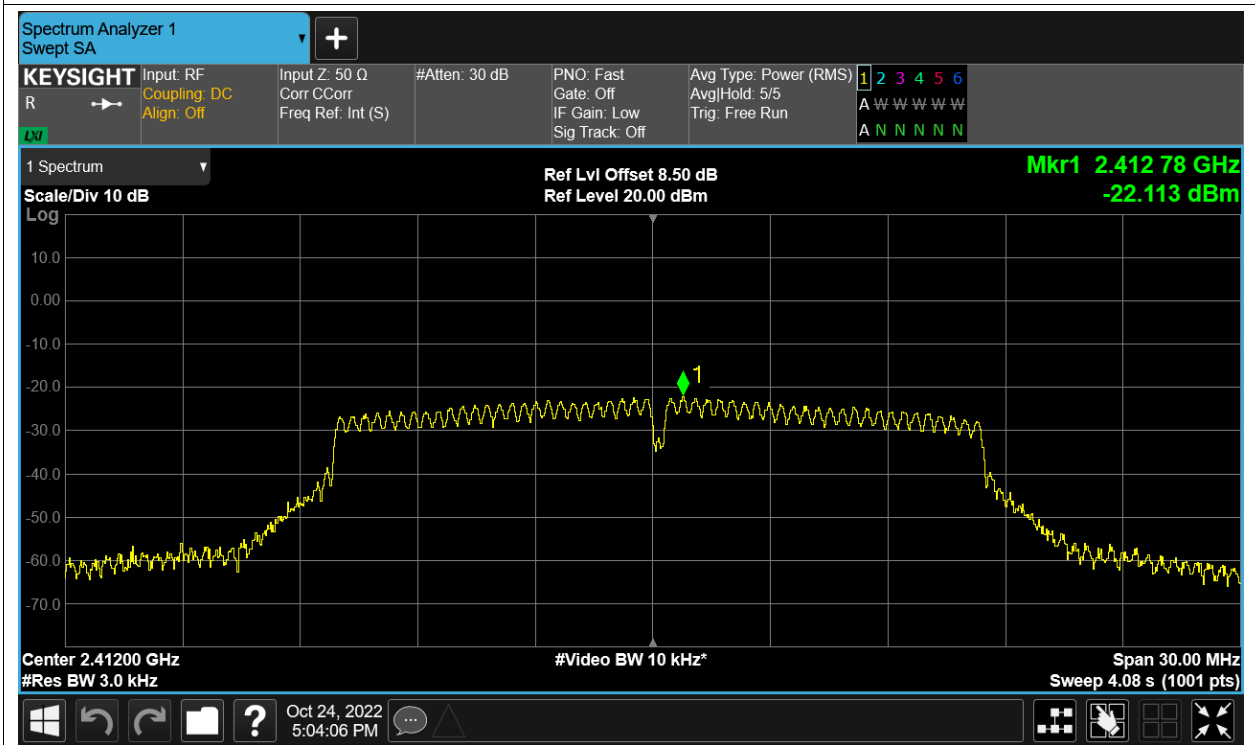 Spectrum Analyzer 1
Swept SA
KEYSIGHT
R
LXI
Input: RF
Coupling: DC
Align: Off
Input Z: 50 Ω
Corr CCorr
Freq Ref: Int (S)
#Atten: 30 dB
PNO: Fast
Gate: Off
IF Gain: Low
Sig Track: Off
Avg Type: Power (RMS)
Avg|Hold: 5/5
Trig: Free Run
1 2 3 4 5 6
A W W W W W
A N N N N N
1 Spectrum
Scale/Div 10 dB
Log
Ref Lvl Offset 8.50 dB
Ref Level 20.00 dBm
Mkr1 2.412 78 GHz
-22.113 dBm
10.0
0.00
-10.0
-20.0
-30.0
-40.0
-50.0
-60.0
-70.0
1
Center 2.41200 GHz
#Res BW 3.0 kHz
#Video BW 10 kHz*
Span 30.00 MHz
Sweep 4.08 s (1001 pts)
?
Oct 24, 2022
5:04:06 PM